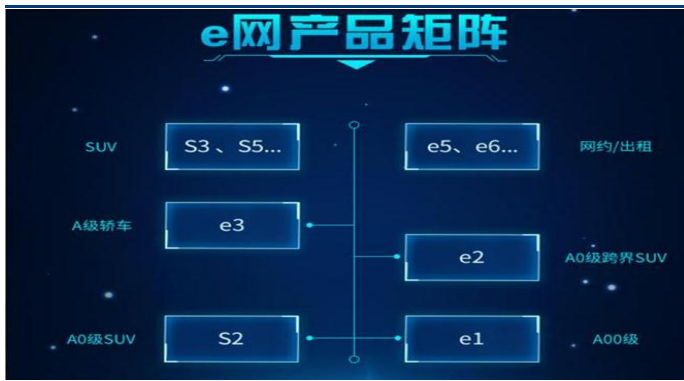 e网产品矩阵
SUV
S3、S5...
e5、e6...
网约/出租
A级轿车
e3
e2
A0级跨界SUV
A0级SUV
S2
e1
A00级